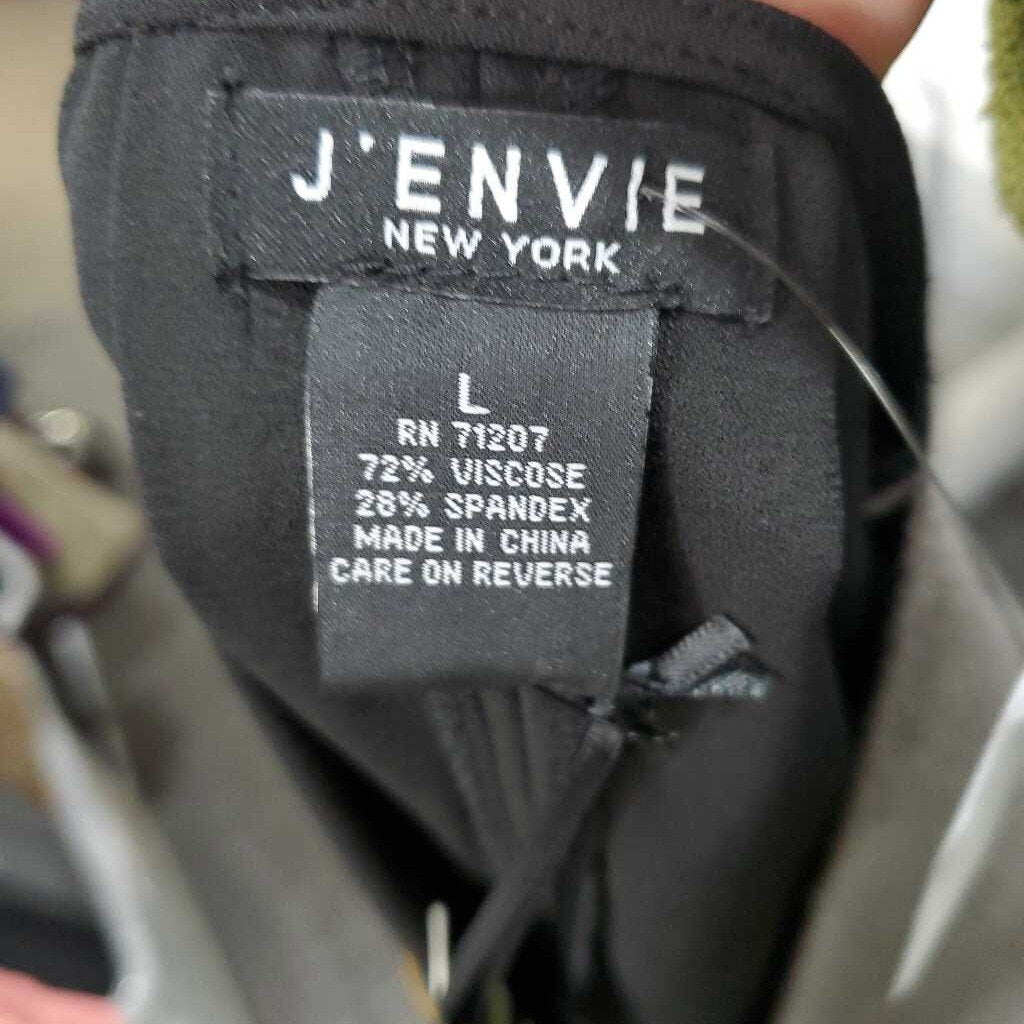 J'ENVIE
NEW YORK
L
RN 71207
72% VISCOSE
28% SPANDEX
MADE IN CHINA
CARE ON REVERSE